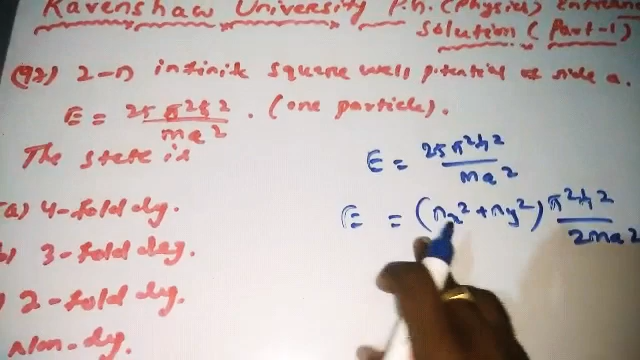 Ravenshaw University P.h. (Physics) Entrance
Solution (Part-1)
Q2) 2-D infinite square well potential of side a.
E = 25π²ħ²/ma² . (one particle).
The state is
(a) 4-fold deg.
b) 3-fold deg.
) 2-fold deg.
Non-deg.
E = 25π²ħ²/ma²
E = (nx² + ny²) π²ħ²/2ma²